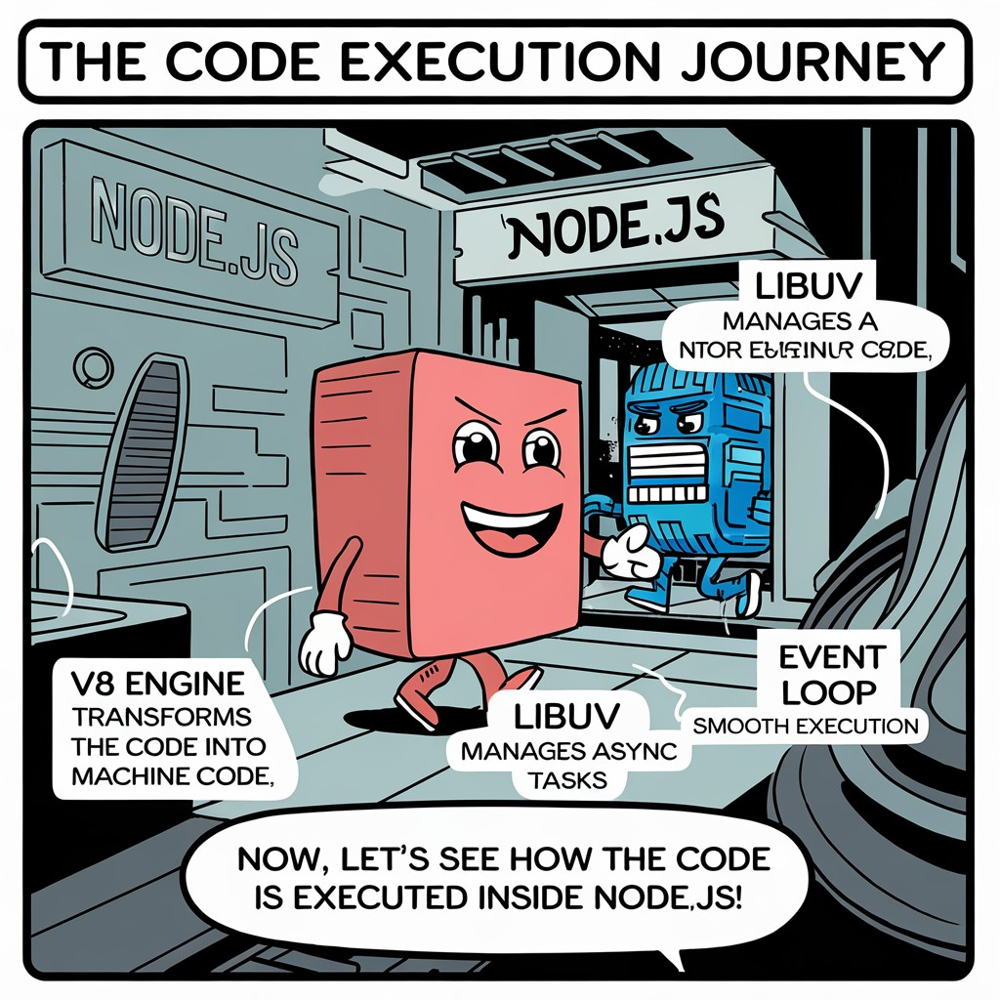 THE CODE EXECUTION JOURNEY
NODE.JS
NODE.JS
LIBUV
MANAGES A
NTOR
V8 ENGINE
TRANSFORMS
THE CODE INTO
MACHINE CODE,
LIBUV
MANAGES ASYNC
TASKS
EVENT
LOOP
SMOOTH EXECUTION
NOW, LET'S SEE HOW THE CODE
IS EXECUTED INSIDE NODE,JS!